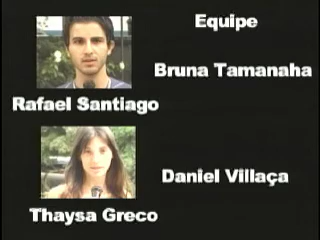 Equipe
Bruna Tamanaha
Rafael Santiago
Daniel Villaça
Thaysa Greco